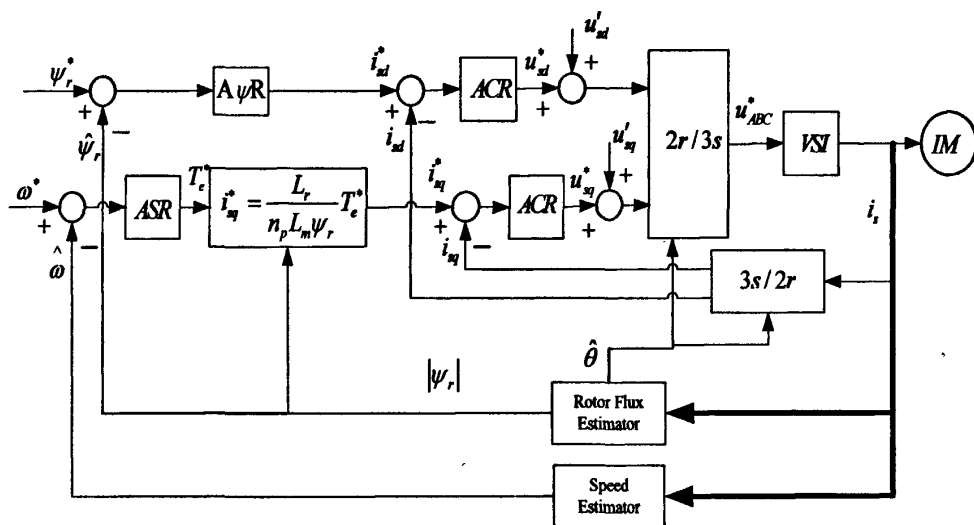 ψ_r^*
+
−
ψ̂_r
AψR
i_sd^*
+
−
i_sd
ACR
u_sd^*
+
u'_sd
+
2r/3s
u_ABC^*
VSI
IM
ω^*
+
−
ω̂
ASR
T_e^*
i_sq^* = L_r / (n_p L_m ψ_r) T_e^*
i_sq^*
+
−
i_sq
ACR
u_sq^*
+
u'_sq
+
i_s
3s/2r
θ̂
|ψ_r|
Rotor Flux
Estimator
Speed
Estimator